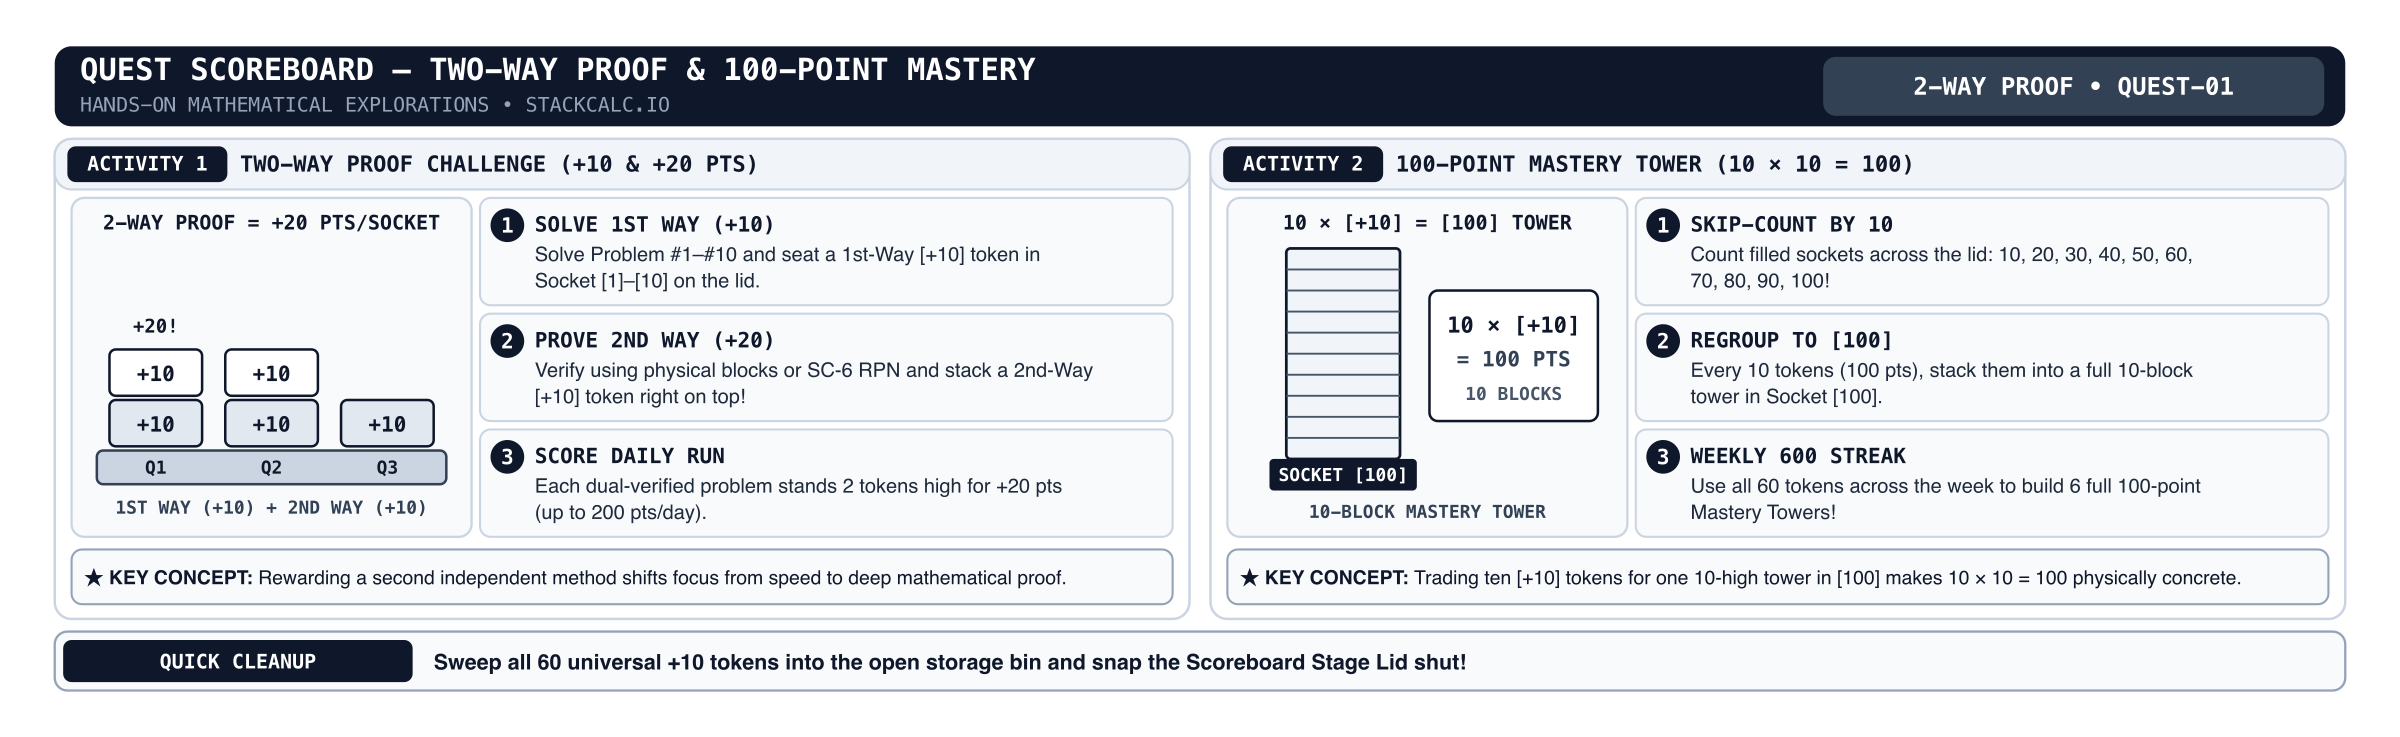 QUEST SCOREBOARD — TWO-WAY PROOF & 100-POINT MASTERY
HANDS-ON MATHEMATICAL EXPLORATIONS • STACKCALC.IO
2-WAY PROOF • QUEST-01
ACTIVITY 1
TWO-WAY PROOF CHALLENGE (+10 & +20 PTS)
2-WAY PROOF = +20 PTS/SOCKET
+20!
+10 +10
+10 +10 +10
Q1 Q2 Q3
1ST WAY (+10) + 2ND WAY (+10)
1 SOLVE 1ST WAY (+10)
Solve Problem #1–#10 and seat a 1st-Way [+10] token in
Socket [1]–[10] on the lid.
2 PROVE 2ND WAY (+20)
Verify using physical blocks or SC-6 RPN and stack a 2nd-Way
[+10] token right on top!
3 SCORE DAILY RUN
Each dual-verified problem stands 2 tokens high for +20 pts
(up to 200 pts/day).
★ KEY CONCEPT: Rewarding a second independent method shifts focus from speed to deep mathematical proof.
ACTIVITY 2
100-POINT MASTERY TOWER (10 × 10 = 100)
10 × [+10] = [100] TOWER
10 × [+10]
= 100 PTS
10 BLOCKS
SOCKET [100]
10-BLOCK MASTERY TOWER
1 SKIP-COUNT BY 10
Count filled sockets across the lid: 10, 20, 30, 40, 50, 60,
70, 80, 90, 100!
2 REGROUP TO [100]
Every 10 tokens (100 pts), stack them into a full 10-block
tower in Socket [100].
3 WEEKLY 600 STREAK
Use all 60 tokens across the week to build 6 full 100-point
Mastery Towers!
★ KEY CONCEPT: Trading ten [+10] tokens for one 10-high tower in [100] makes 10 × 10 = 100 physically concrete.
QUICK CLEANUP
Sweep all 60 universal +10 tokens into the open storage bin and snap the Scoreboard Stage Lid shut!